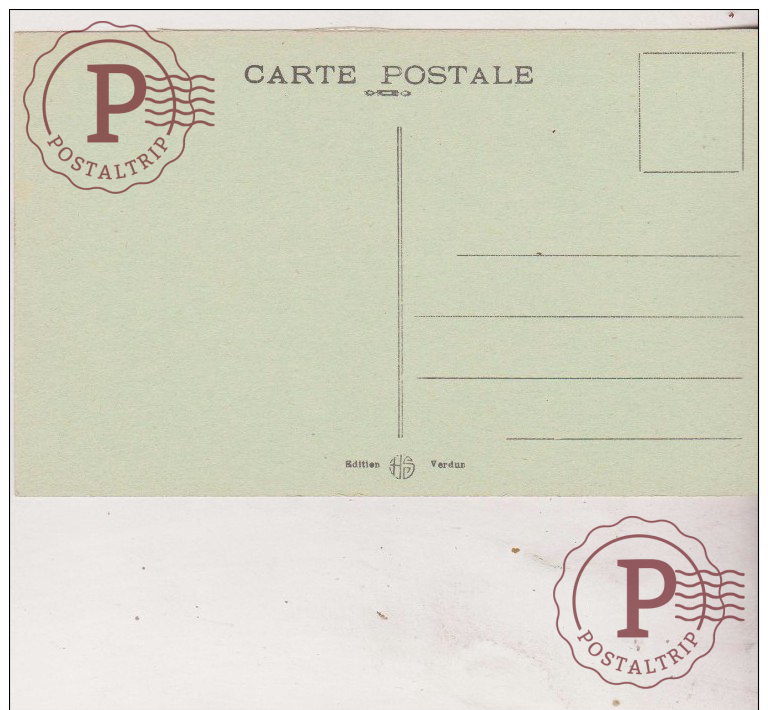 P
POSTALTRIP
CARTE POSTALE
Edition HS Verdun
P
POSTALTRIP